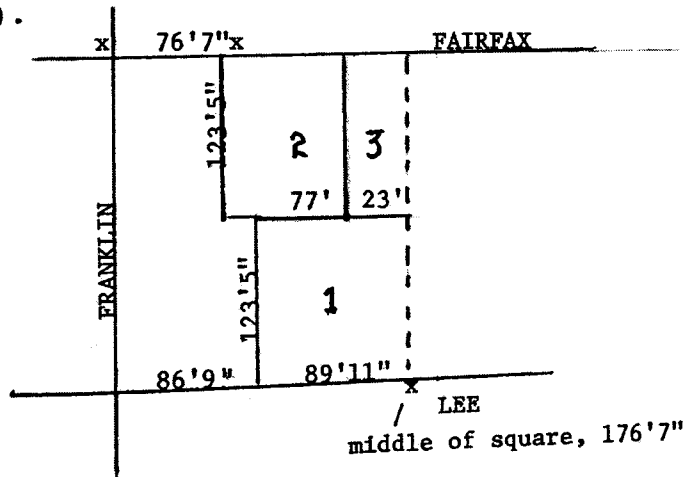 ).
x 76'7"x FAIRFAX
123'5"
2 3
77' 23'
FRANKLIN
123'5"
1
86'9" 89'11"
x
/ LEE
middle of square, 176'7"